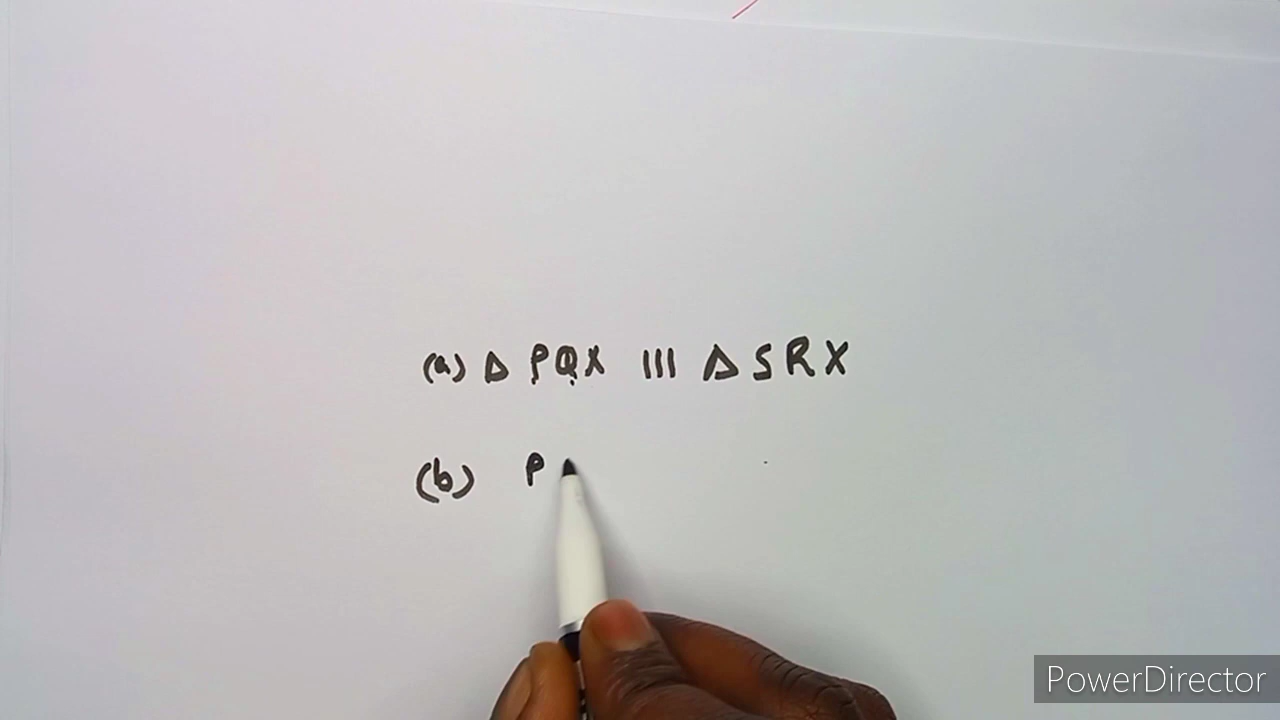 (a) Δ PQX ||| Δ SRX
(b) P
PowerDirector